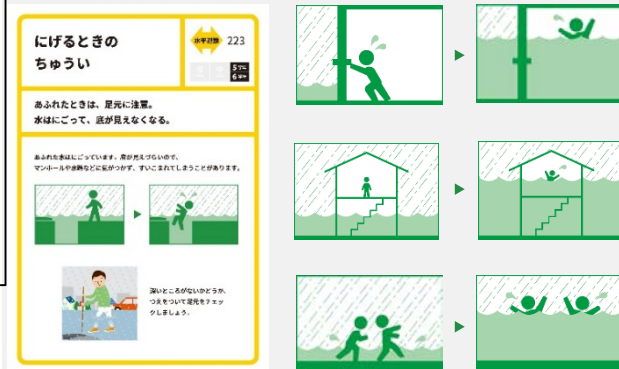 にげるときの
ちゅうい
水平避難 223
5
6
あふれたときは、足元に注意。
水はにごって、底が見えなくなる。
あふれた水はにごっています。底が見えづらいので、
マンホールや水路などに気がつかず、すいこまれてしまうことがあります。
深いところがないかどうか、
つえをついて足元をチェッ
クしましょう。